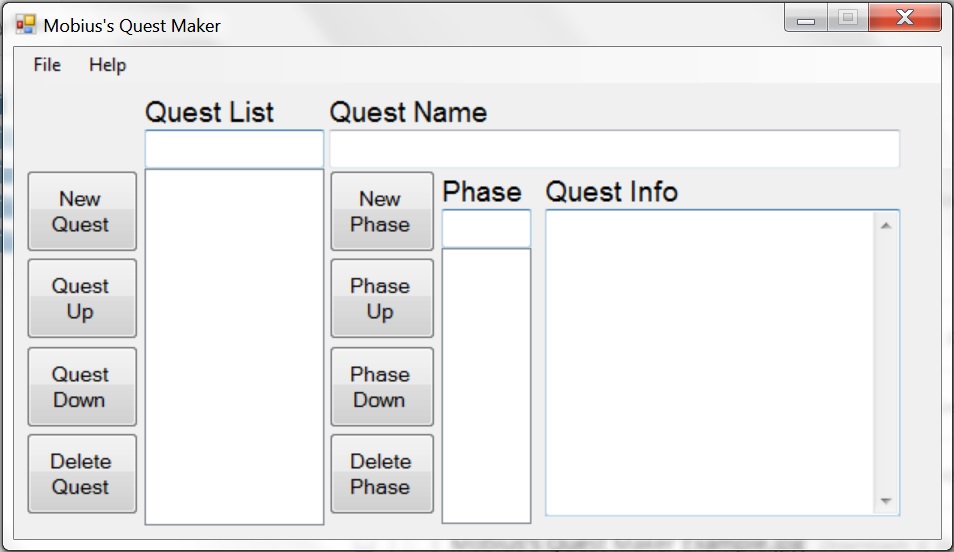 Mobius's Quest Maker
File Help
Quest List Quest Name
New
Quest
New
Phase
Phase Quest Info
Quest
Up
Phase
Up
Quest
Down
Phase
Down
Delete
Quest
Delete
Phase